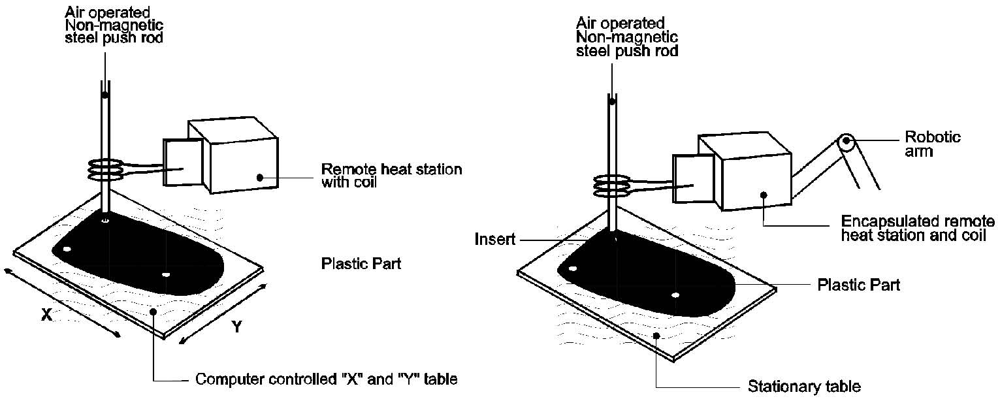 Air operated
Non-magnetic
steel push rod
Remote heat station
with coil
Plastic Part
X
Y
Computer controlled "X" and "Y" table
Air operated
Non-magnetic
steel push rod
Robotic
arm
Encapsulated remote
heat station and coil
Insert
Plastic Part
Stationary table